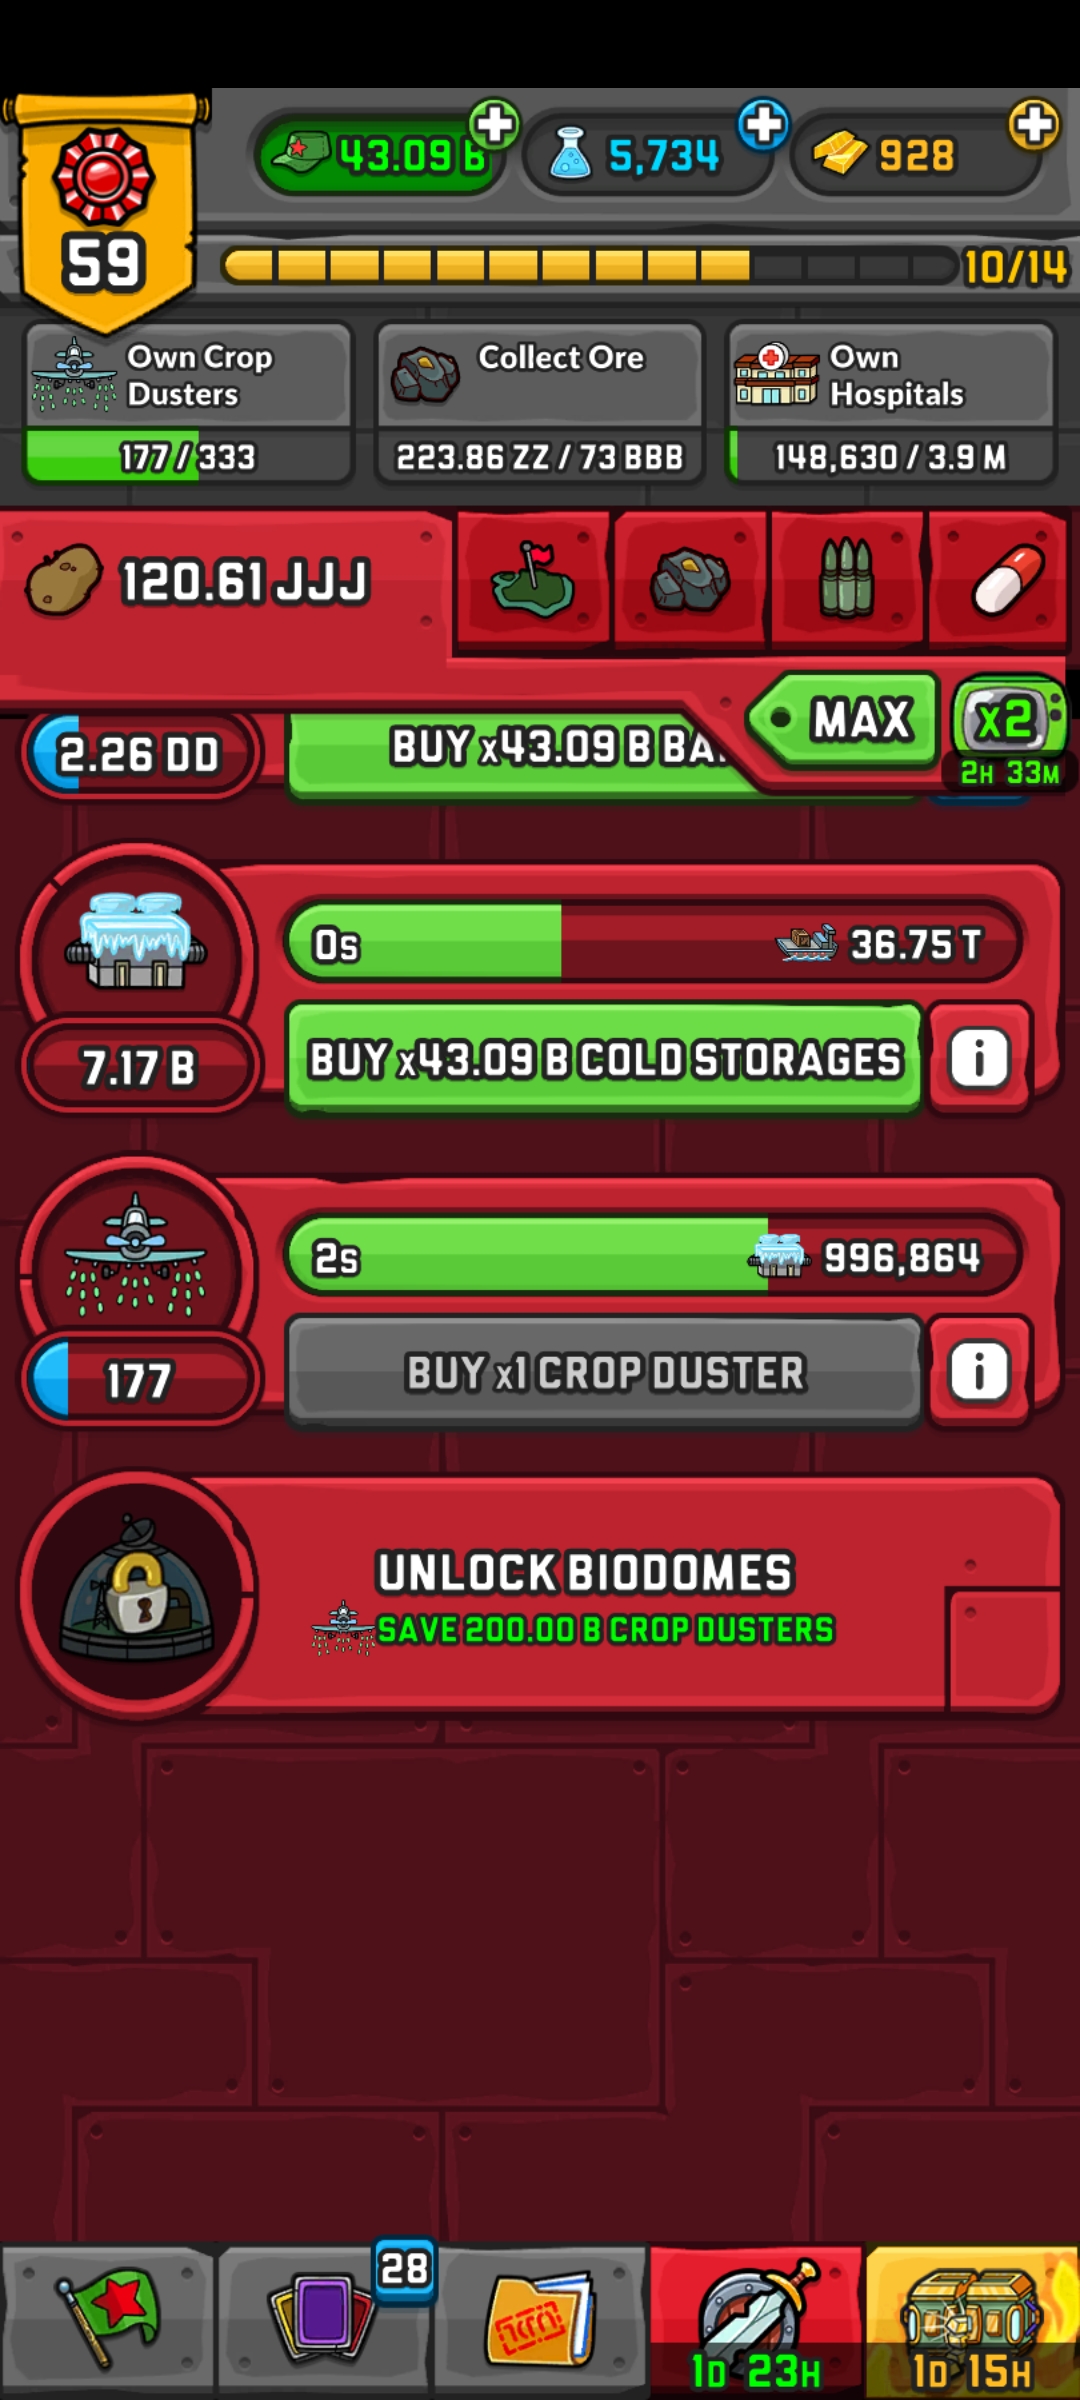 43.09 B
5,734
928
59
10/14
Own Crop
Dusters
177 / 333
Collect Ore
223.86 ZZ / 73 BBB
Own
Hospitals
148,630 / 3.9 M
120.61 JJJ
MAX
x2
2H 33M
2.26 DD
BUY x43.09 B
0s
36.75 T
7.17 B
BUY x43.09 B COLD STORAGES
i
2s
996,864
177
BUY x1 CROP DUSTER
i
UNLOCK BIODOMES
SAVE 200.00 B CROP DUSTERS
28
1D 23H
1D 15H